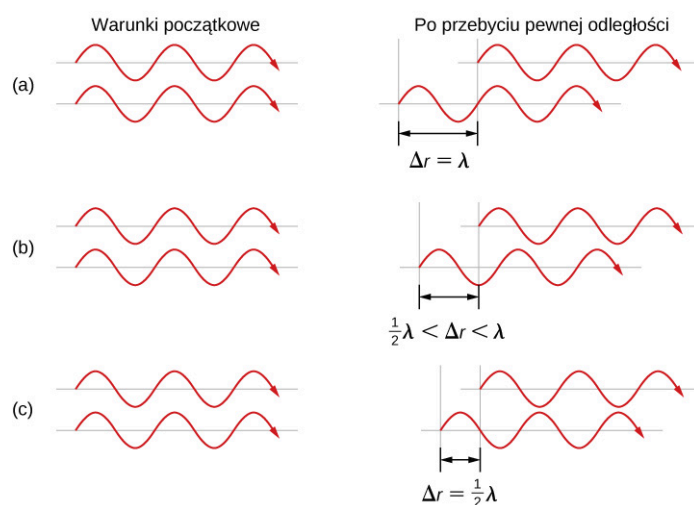 Warunki początkowe
Po przebyciu pewnej odległości
(a)
Δr = λ
(b)
½λ < Δr < λ
(c)
Δr = ½λ